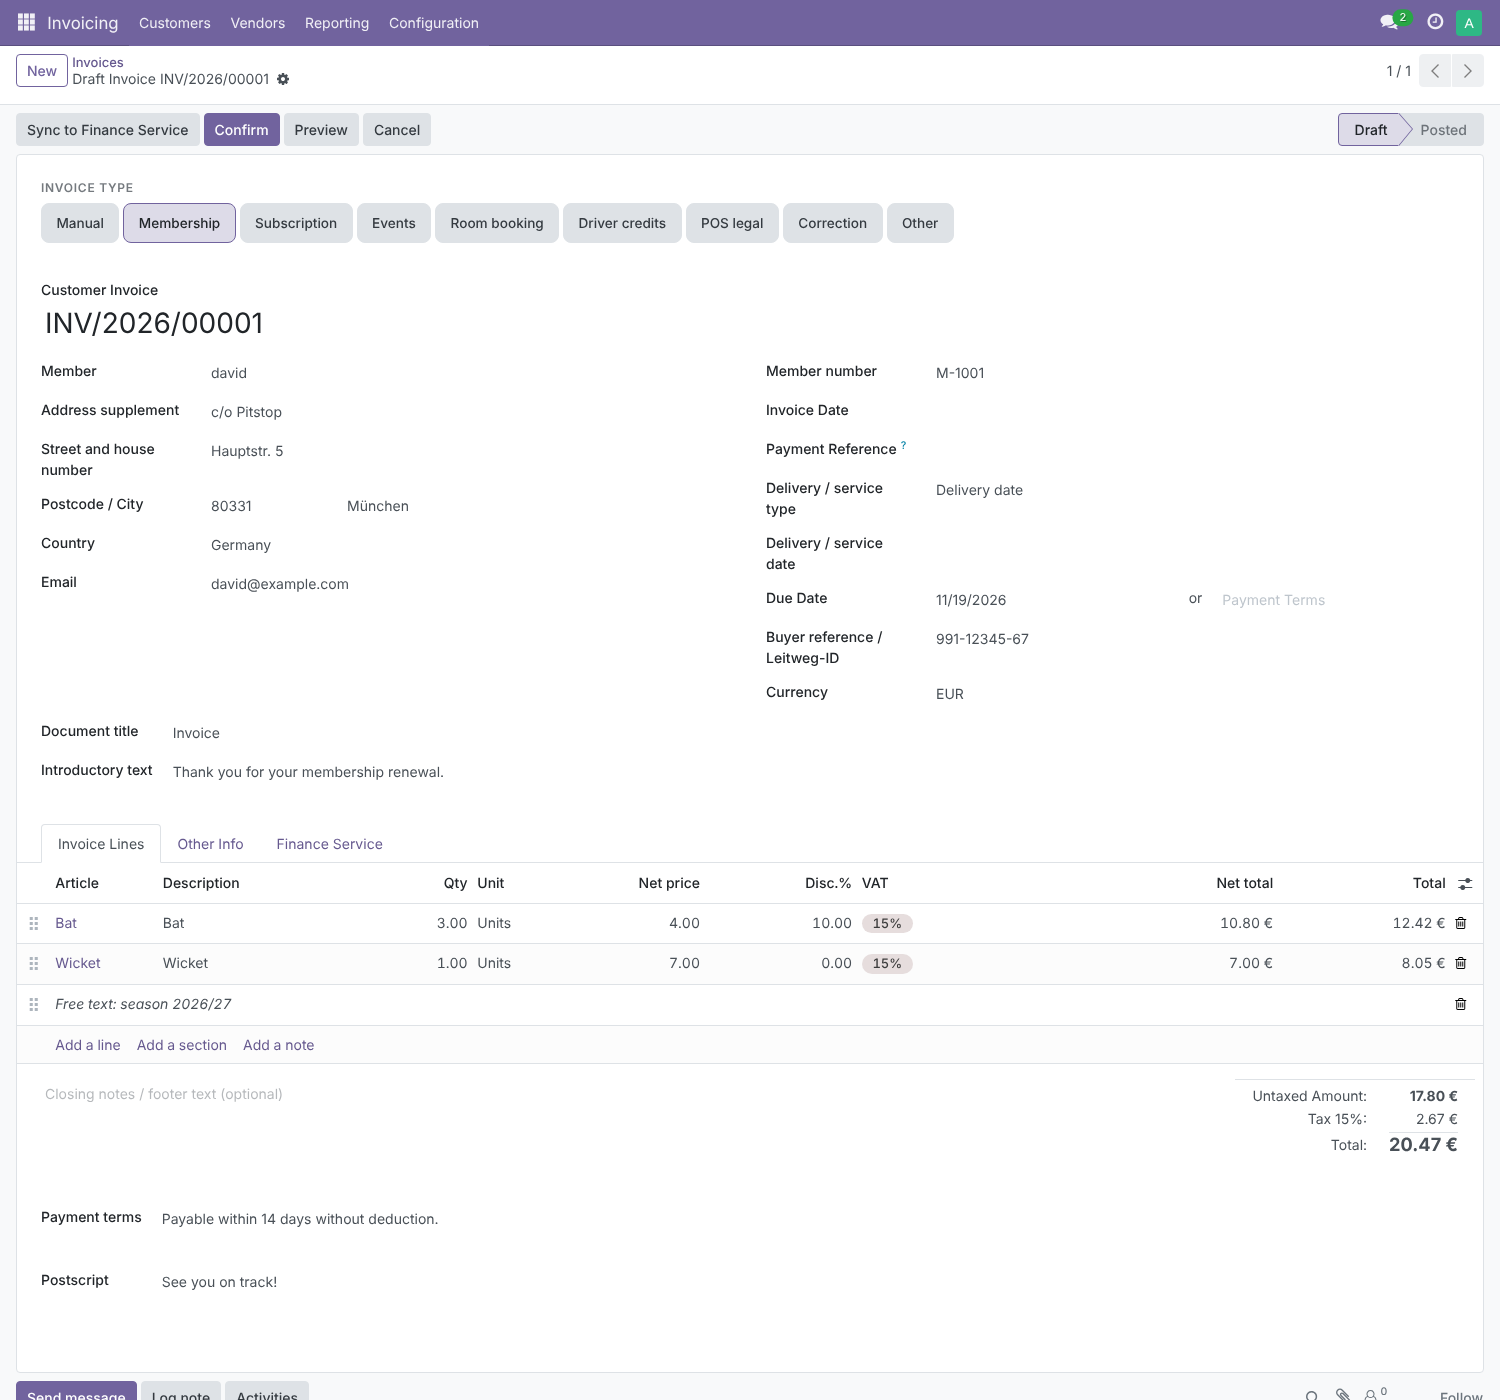 Invoicing Customers Vendors Reporting Configuration 2 A
New Invoices
Draft Invoice INV/2026/00001 1 / 1
Sync to Finance Service Confirm Preview Cancel Draft Posted
INVOICE TYPE
Manual Membership Subscription Events Room booking Driver credits POS legal Correction Other
Customer Invoice
INV/2026/00001
Member david Member number M-1001
Address supplement c/o Pitstop Invoice Date
Street and house number Hauptstr. 5 Payment Reference ?
Postcode / City 80331 München Delivery / service type Delivery date
Country Germany Delivery / service date
Email david@example.com Due Date 11/19/2026 or Payment Terms
Buyer reference / Leitweg-ID 991-12345-67
Currency EUR
Document title Invoice
Introductory text Thank you for your membership renewal.
Invoice Lines Other Info Finance Service
Article Description Qty Unit Net price Disc.% VAT Net total Total
Bat Bat 3.00 Units 4.00 10.00 15% 10.80 € 12.42 €
Wicket Wicket 1.00 Units 7.00 0.00 15% 7.00 € 8.05 €
Free text: season 2026/27
Add a line Add a section Add a note
Closing notes / footer text (optional) Untaxed Amount: 17.80 €
Tax 15%: 2.67 €
Total: 20.47 €
Payment terms Payable within 14 days without deduction.
Postscript See you on track!
Send message Log note Activities 0 Follow